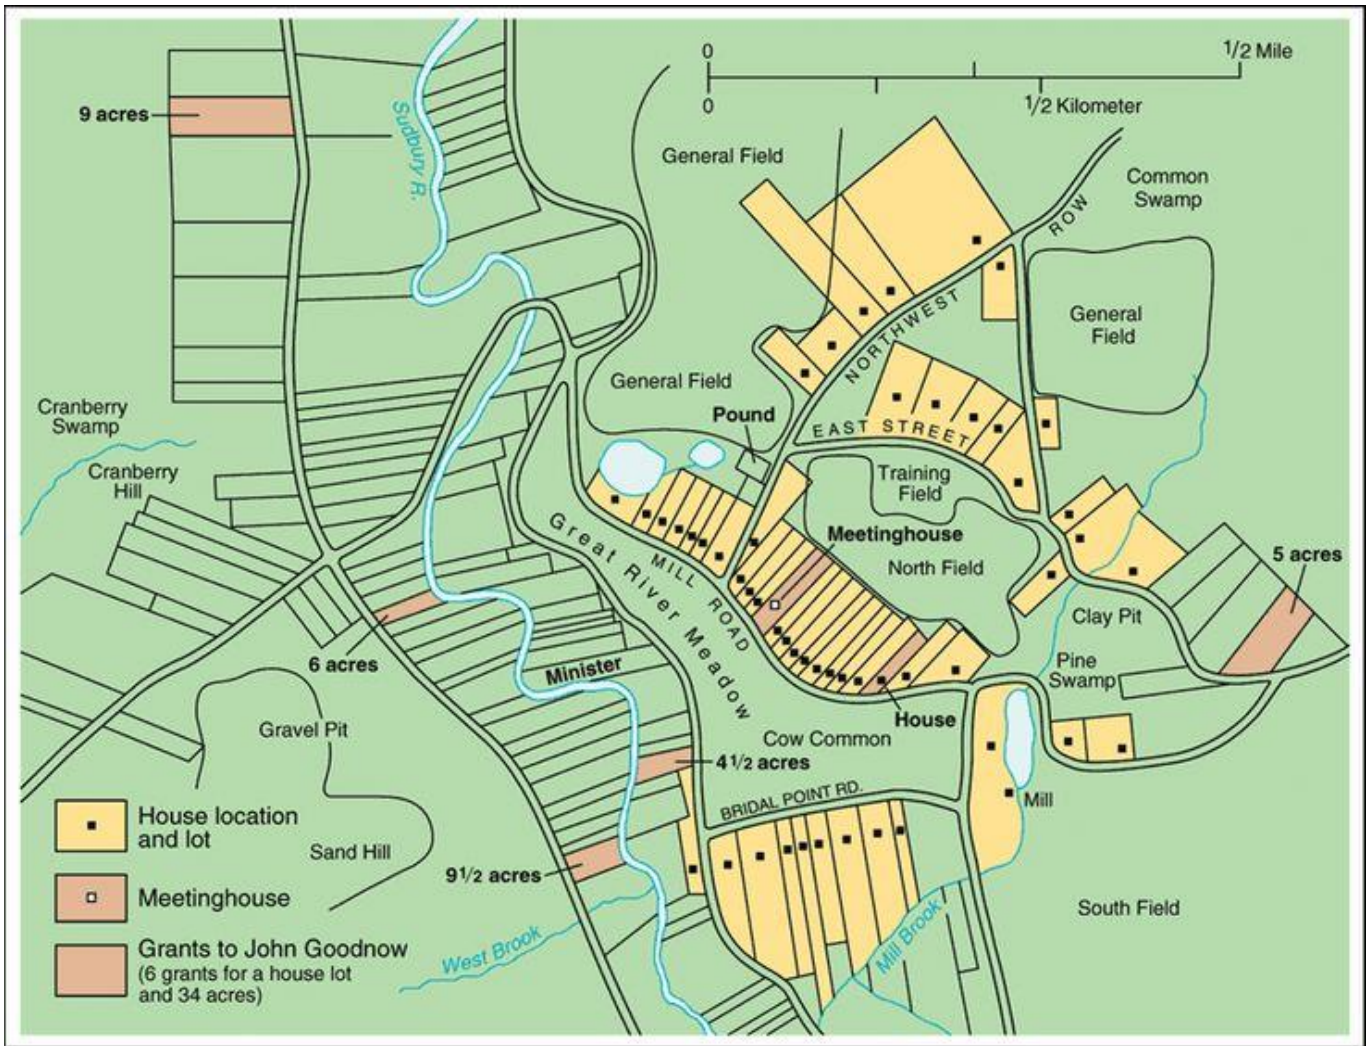 0
1/2 Mile
0
1/2 Kilometer
9 acres
Sudbury R.
General Field
Common
Swamp
NORTHWEST ROW
General
Field
General Field
Cranberry
Swamp
Pound
EAST STREET
Cranberry
Hill
Training
Field
Great River Meadow
MILL ROAD
Meetinghouse
North Field
5 acres
Clay Pit
6 acres
Minister
Pine
Swamp
House
Gravel Pit
Cow Common
4 1/2 acres
BRIDAL POINT RD.
Mill
House location
and lot
Sand Hill
9 1/2 acres
Meetinghouse
South Field
Grants to John Goodnow
(6 grants for a house lot
and 34 acres)
West Brook
Mill Brook